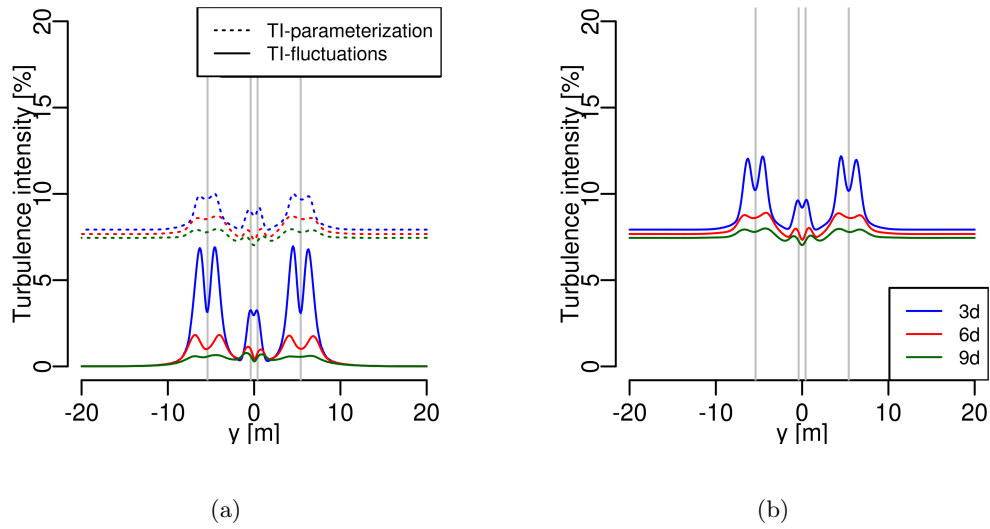 TI-parameterization
TI-fluctuations
Turbulence intensity [%]
20
15
10
5
0
-20
-10
0
10
20
y [m]
(a)
Turbulence intensity [%]
20
15
10
5
0
3d
6d
9d
-20
-10
0
10
20
y [m]
(b)